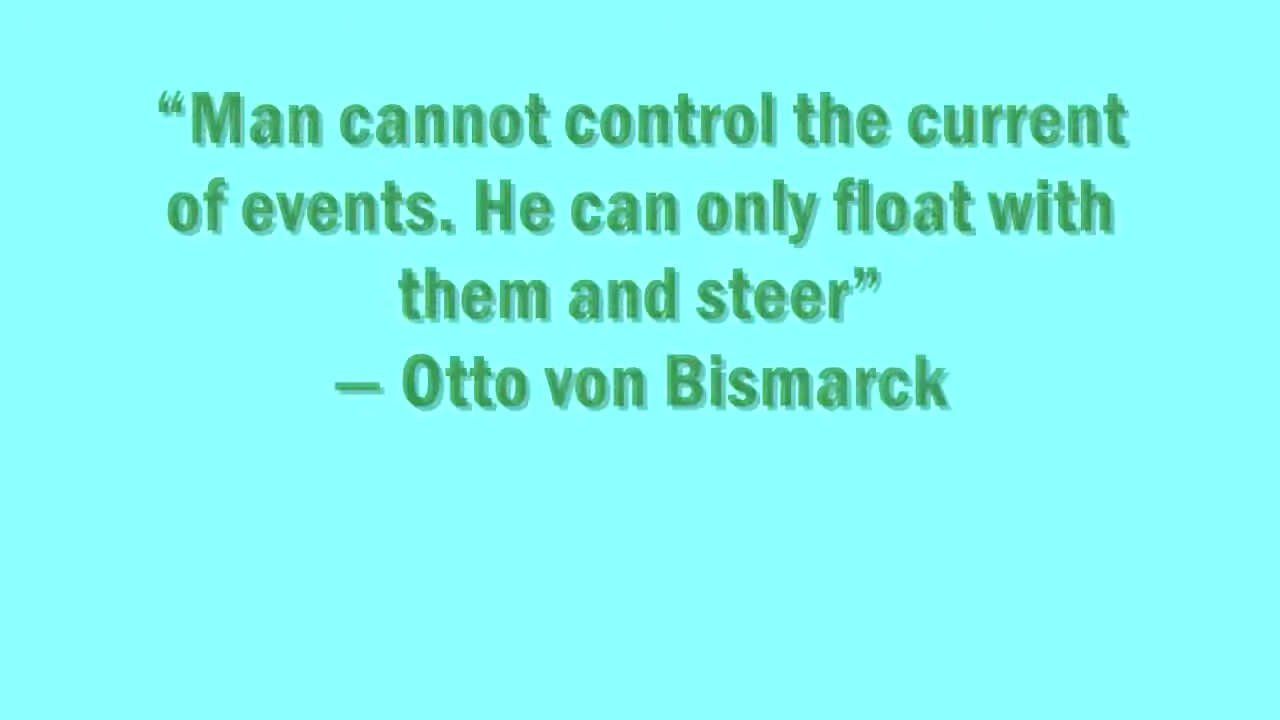 “Man cannot control the current
of events. He can only float with
them and steer”
— Otto von Bismarck